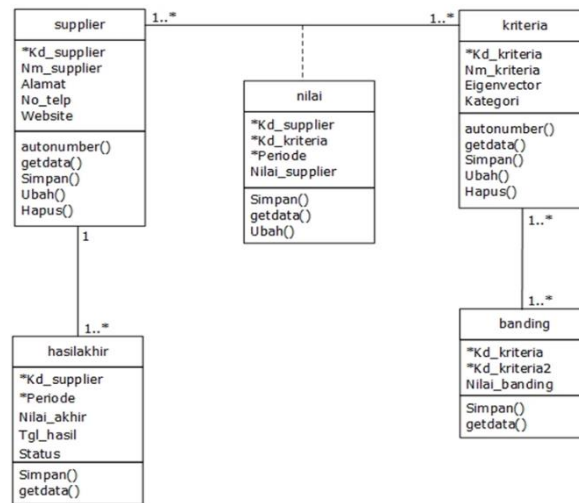 supplier
*Kd_supplier
Nm_supplier
Alamat
No_telp
Website
autonumber()
getdata()
Simpan()
Ubah()
Hapus()
1..*
1..*
kriteria
*Kd_kriteria
Nm_kriteria
Eigenvector
Kategori
autonumber()
getdata()
Simpan()
Ubah()
Hapus()
nilai
*Kd_supplier
*Kd_kriteria
*Periode
Nilai_supplier
Simpan()
getdata()
Ubah()
1
1..*
hasilakhir
*Kd_supplier
*Periode
Nilai_akhir
Tgl_hasil
Status
Simpan()
getdata()
1..*
1..*
banding
*Kd_kriteria
*Kd_kriteria2
Nilai_banding
Simpan()
getdata()